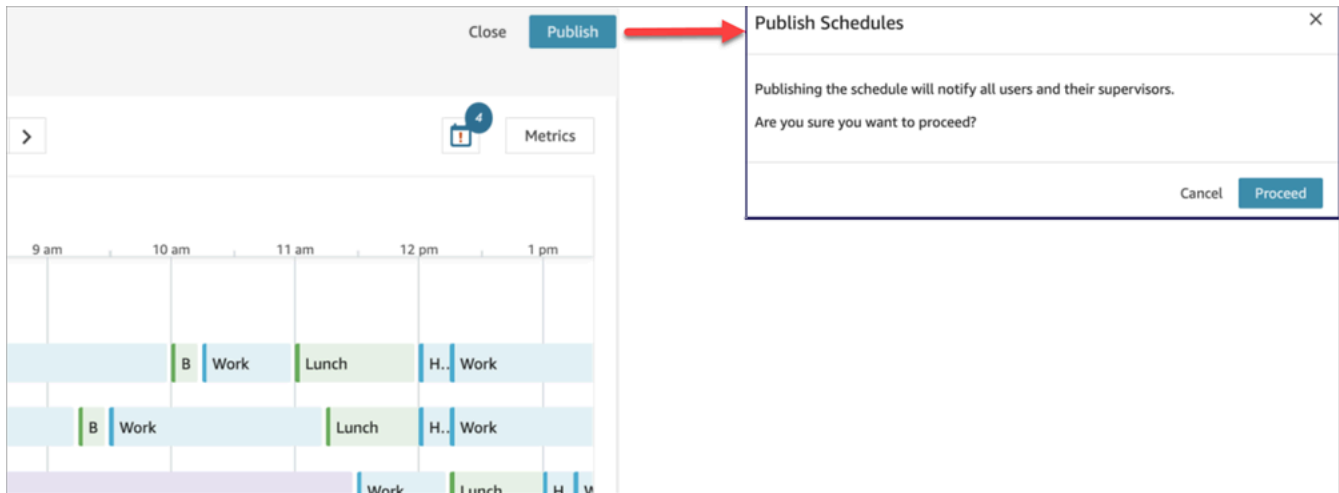 Close Publish
Publish Schedules
Publishing the schedule will notify all users and their supervisors.
Are you sure you want to proceed?
Cancel Proceed
4
Metrics
9 am 10 am 11 am 12 pm 1 pm
B Work Lunch H.. Work
B Work Lunch H.. Work
Work Lunch H